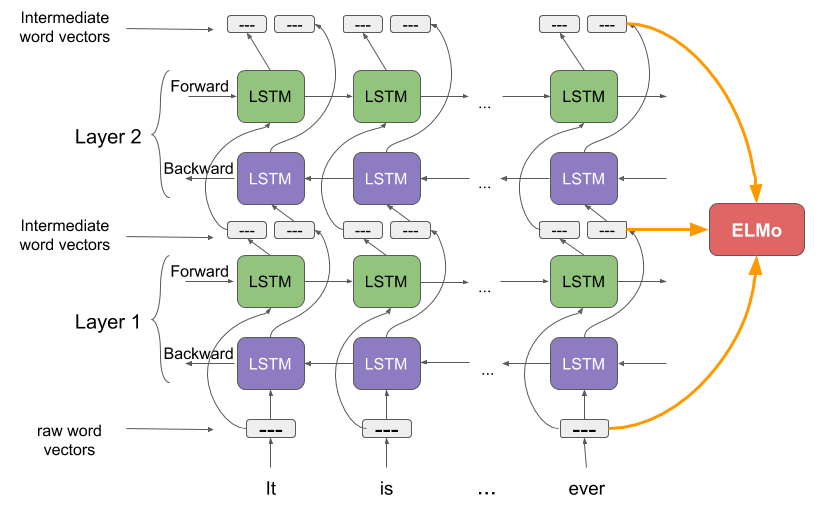 Intermediate
word vectors
--- --- --- --- --- ---
Forward
LSTM LSTM ... LSTM
Layer 2
Backward
LSTM LSTM ... LSTM
Intermediate
word vectors
--- --- --- --- --- ---
ELMo
Forward
LSTM LSTM ... LSTM
Layer 1
Backward
LSTM LSTM ... LSTM
raw word
vectors
--- --- ---
It is ... ever